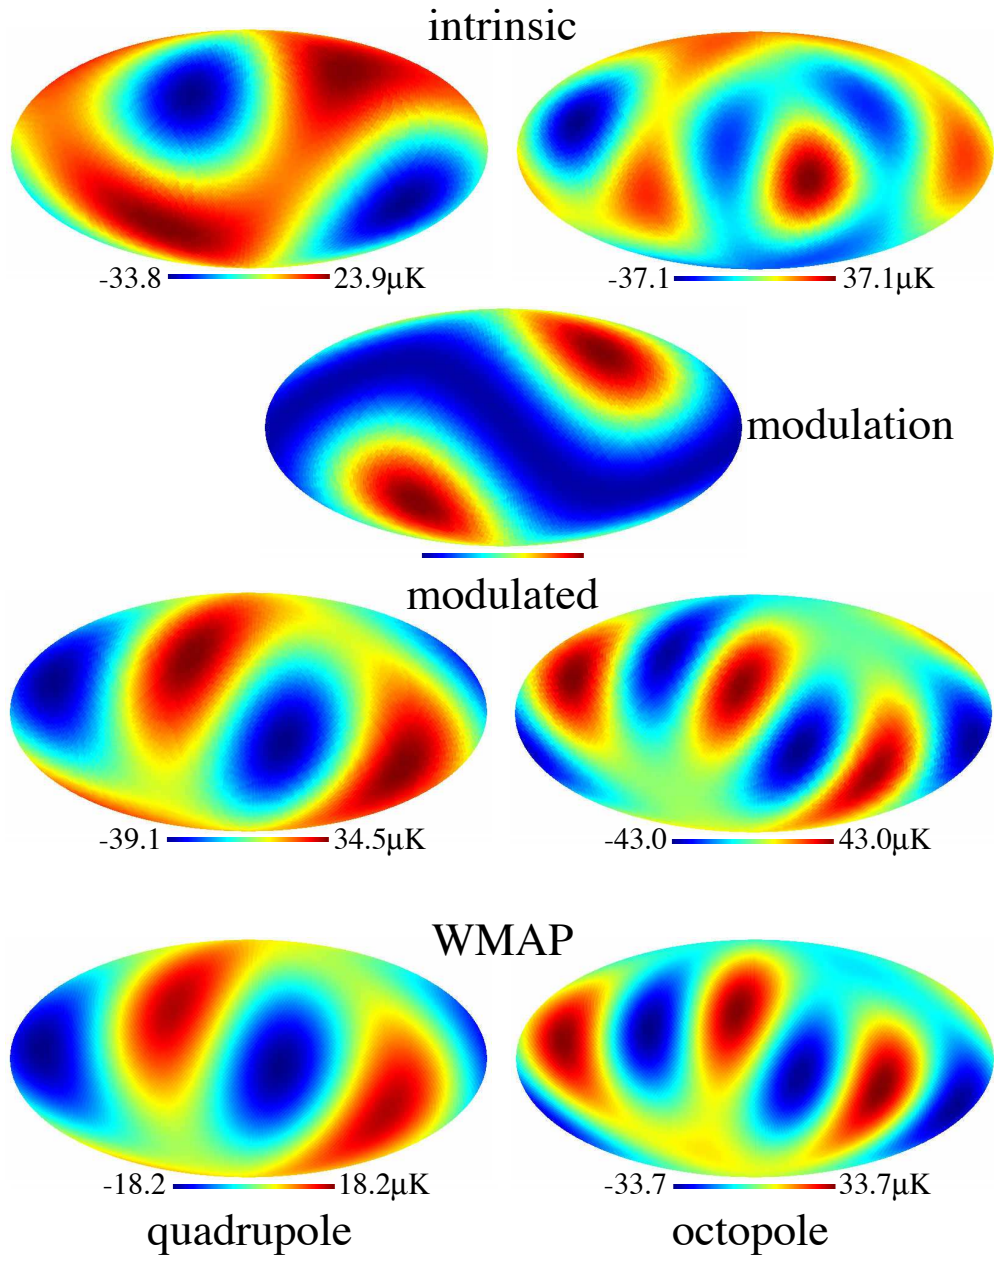 intrinsic
-33.8 23.9μK
-37.1 37.1μK
modulation
modulated
-39.1 34.5μK
-43.0 43.0μK
WMAP
-18.2 18.2μK
-33.7 33.7μK
quadrupole
octopole